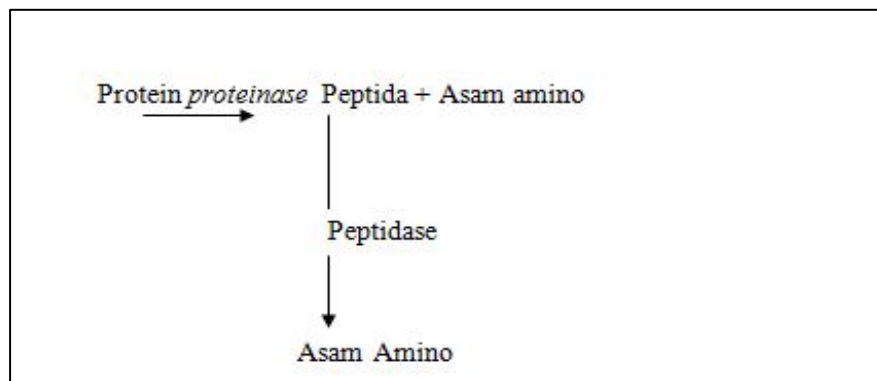 Protein proteinase Peptida + Asam amino
Peptidase
Asam Amino